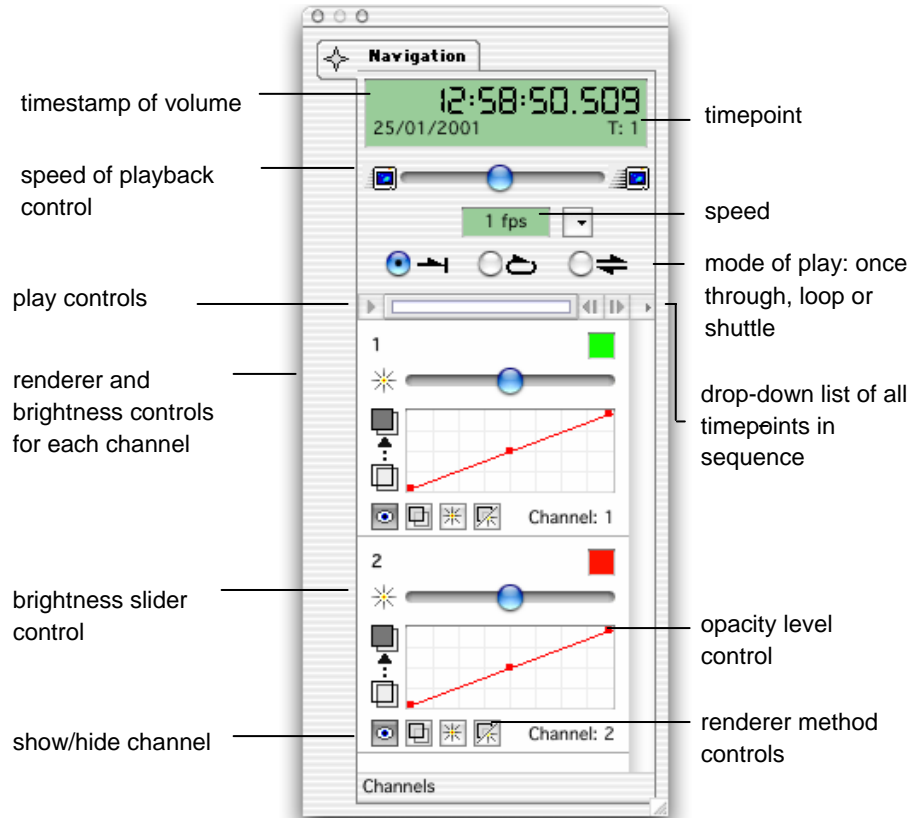 Navigation
timestamp of volume
12:58:50.509
25/01/2001 T: 1
timepoint
speed of playback
control
1 fps
speed
mode of play: once
through, loop or
shuttle
play controls
1
renderer and
brightness controls
for each channel
drop-down list of all
timepoints in
sequence
Channel: 1
2
brightness slider
control
opacity level
control
show/hide channel
Channel: 2
renderer method
controls
Channels